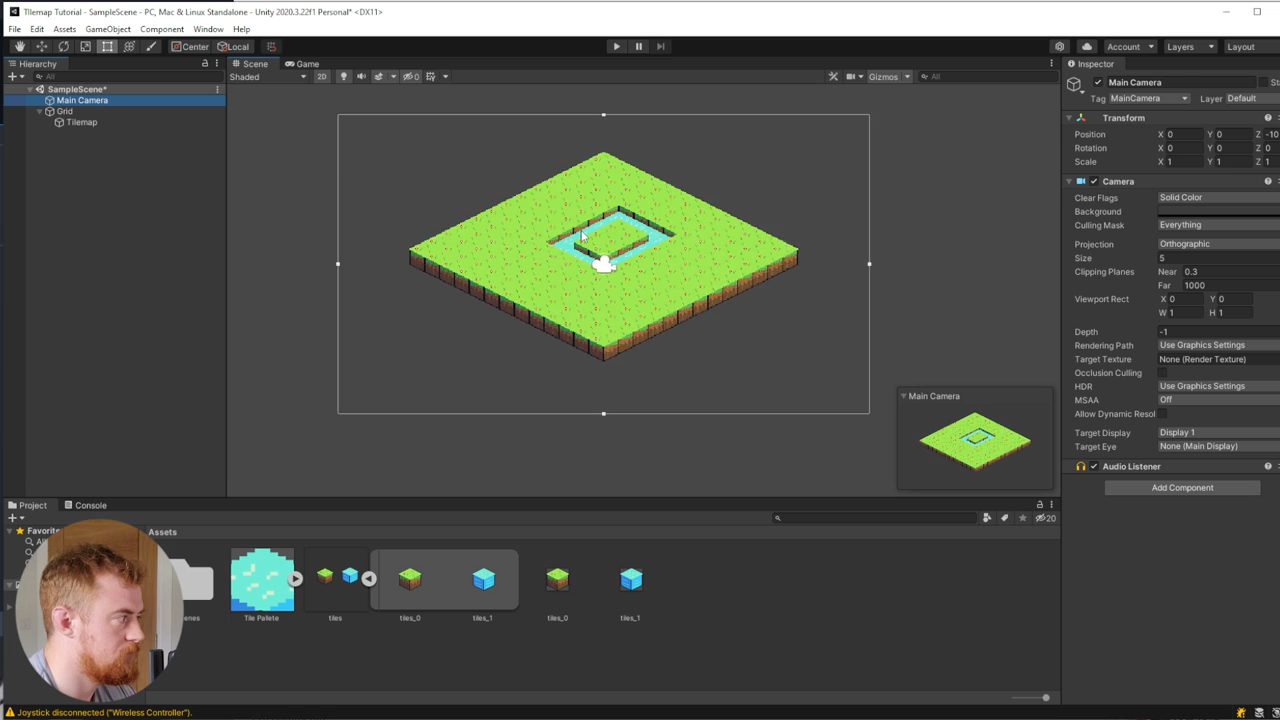 Tilemap Tutorial - SampleScene - PC, Mac & Linux Standalone - Unity 2020.3.22f1 Personal* <DX11>
File Edit Assets GameObject Component Window Help
Center Local Account Layers Layout
Hierarchy Scene Game Inspector
All Shaded 2D 0 Gizmos All
SampleScene*
Main Camera
Grid
Tilemap
Main Camera St
Tag MainCamera Layer Default
Transform
Position X 0 Y 0 Z -10
Rotation X 0 Y 0 Z 0
Scale X 1 Y 1 Z 1
Camera
Clear Flags Solid Color
Background
Culling Mask Everything
Projection Orthographic
Size 5
Clipping Planes Near 0.3
Far 1000
Viewport Rect X 0 Y 0
W 1 H 1
Depth -1
Rendering Path Use Graphics Settings
Target Texture None (Render Texture)
Occlusion Culling
HDR Use Graphics Settings
MSAA Off
Allow Dynamic Resol
Target Display Display 1
Target Eye None (Main Display)
Audio Listener
Add Component
Main Camera
Project Console
20
Favorite
Assets
enes Tile Pallete tiles tiles_0 tiles_1 tiles_0 tiles_1
Joystick disconnected ("Wireless Controller").